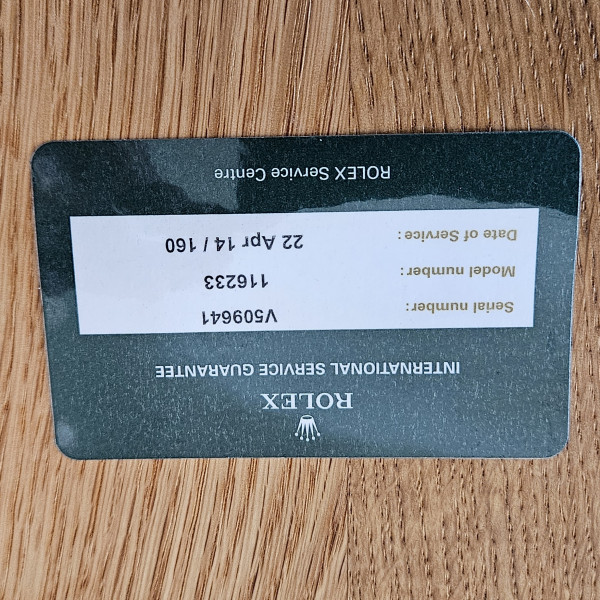 ROLEX
INTERNATIONAL SERVICE GUARANTEE
Serial number: V509641
Model number: 116233
Date of Service: 22 Apr 14 / 160
ROLEX Service Centre